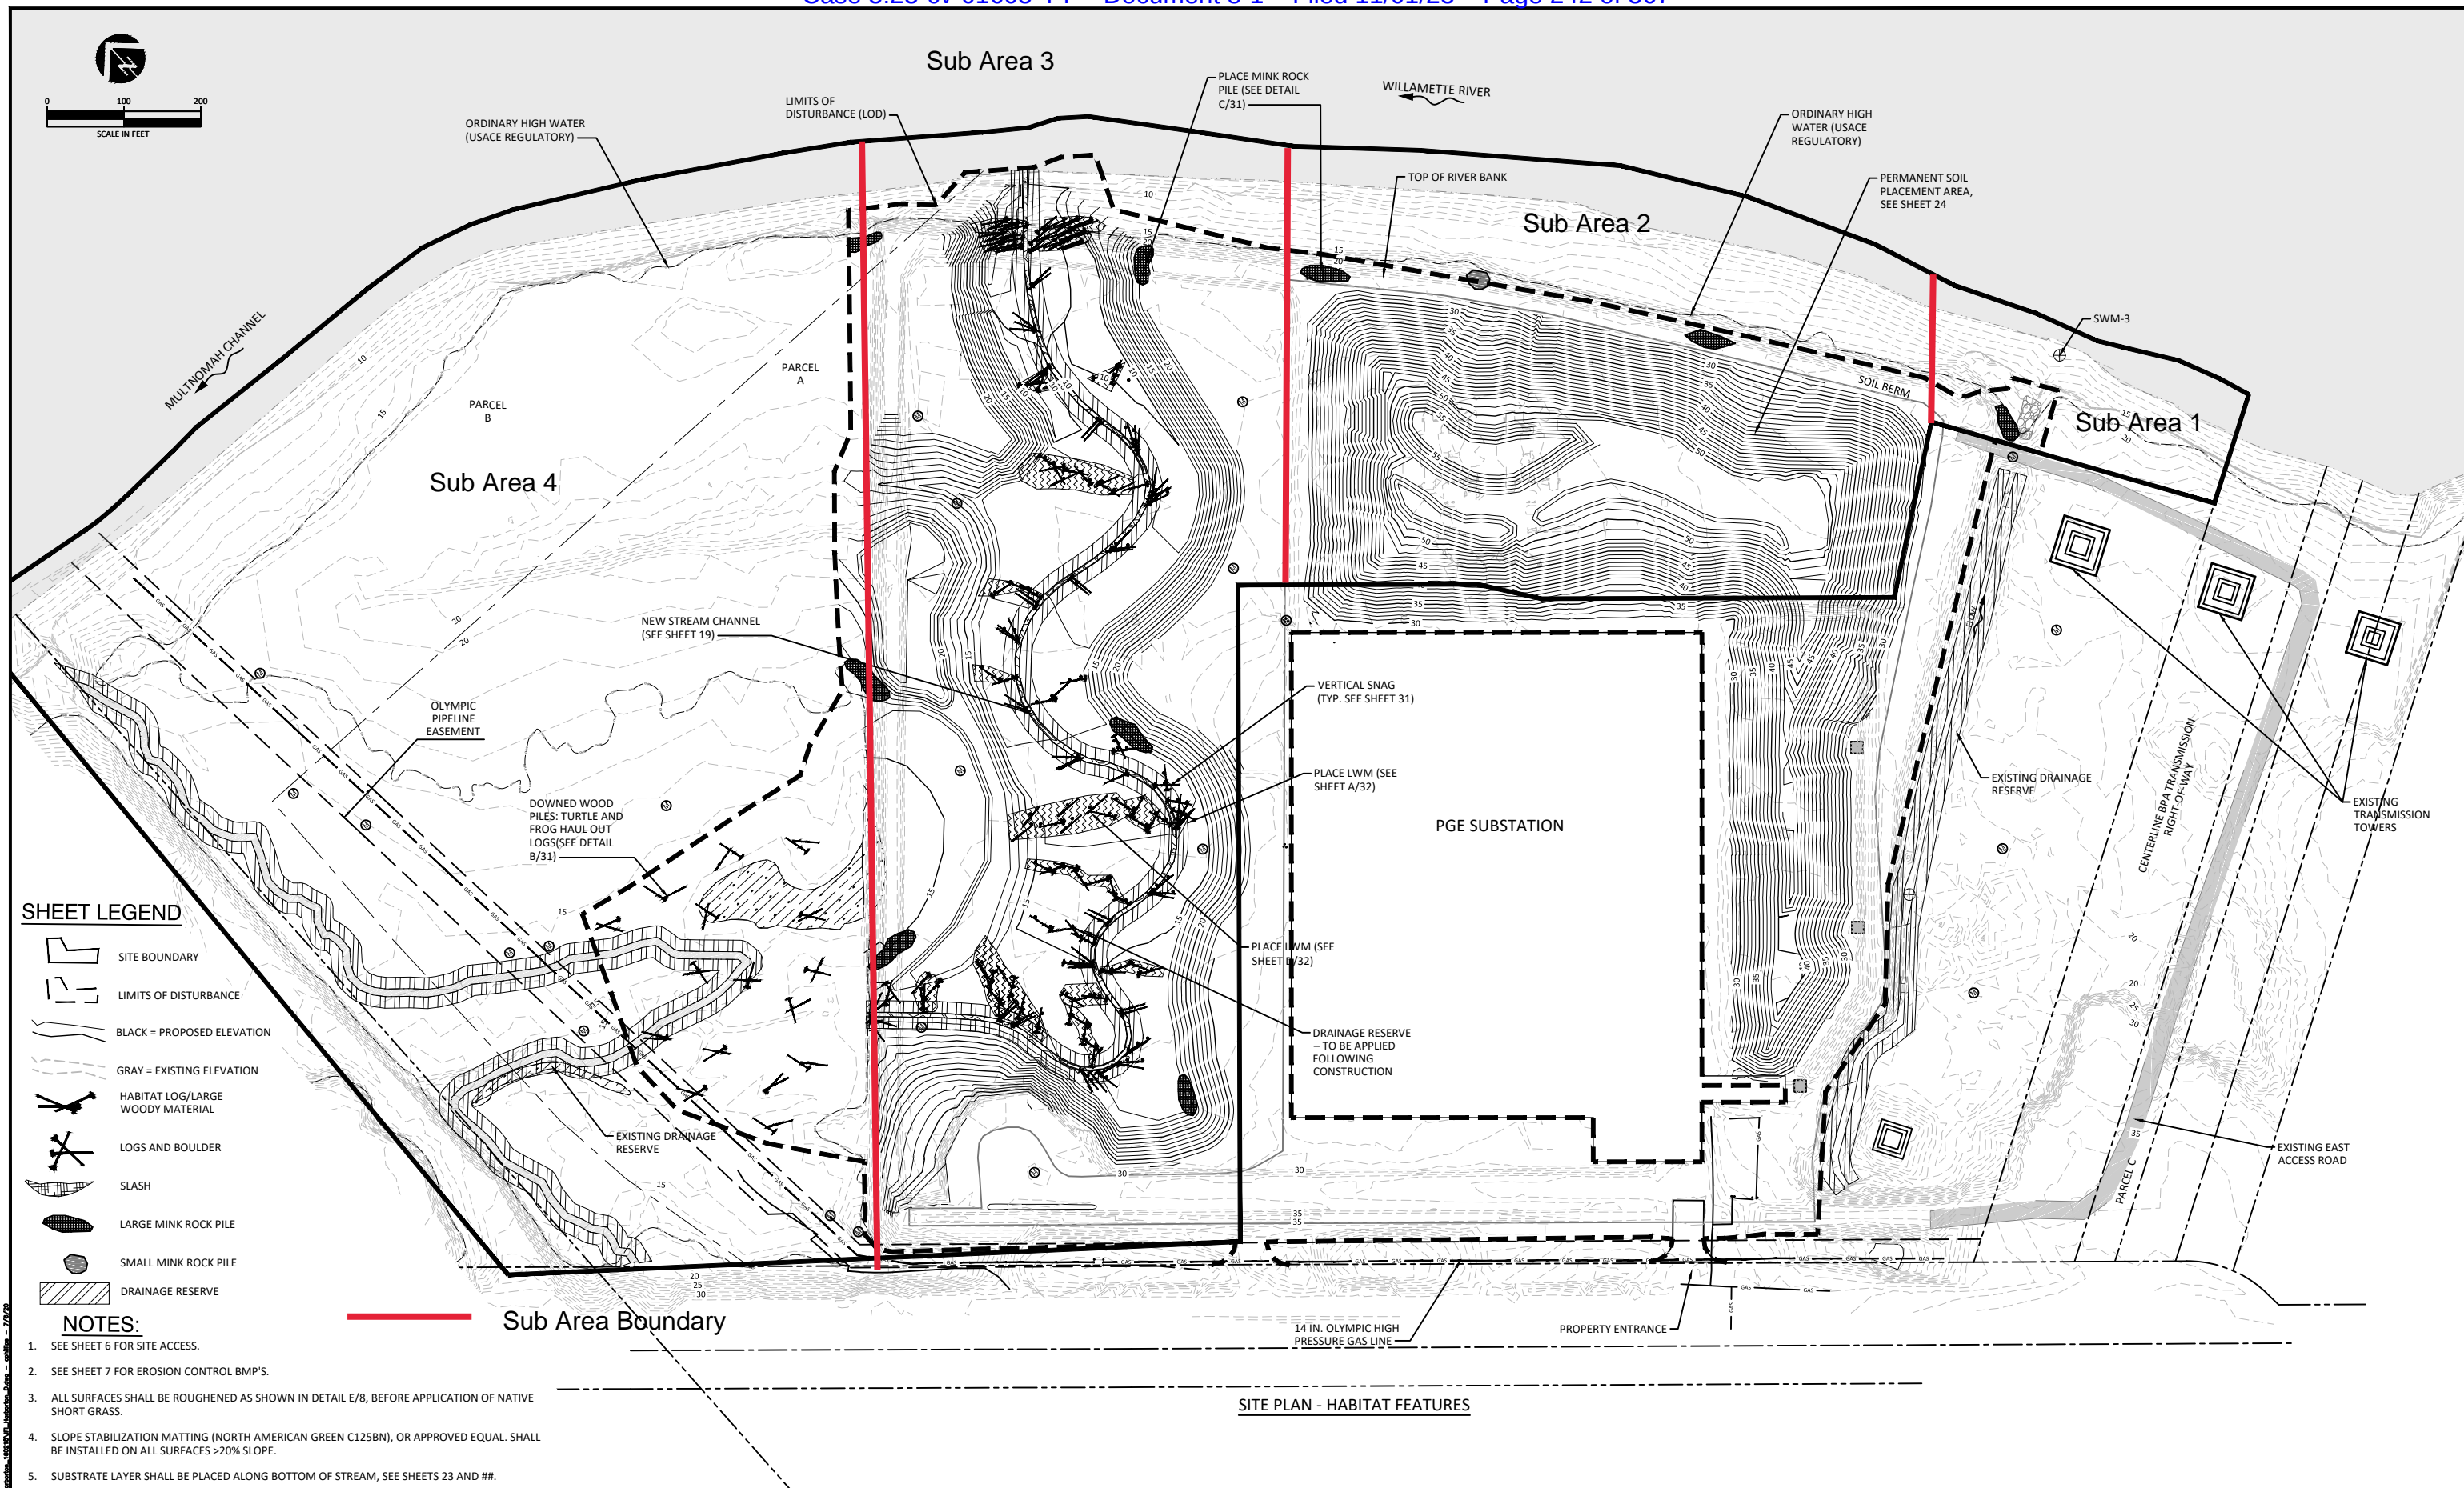 Sub Area 3
0 100 200
SCALE IN FEET
ORDINARY HIGH WATER
(USACE REGULATORY)
LIMITS OF
DISTURBANCE (LOD)
PLACE MINK ROCK
PILE (SEE DETAIL
C/31)
WILLAMETTE RIVER
ORDINARY HIGH
WATER (USACE
REGULATORY)
TOP OF RIVER BANK
PERMANENT SOIL
PLACEMENT AREA,
SEE SHEET 24
Sub Area 2
SWM-3
SOIL BERM
Sub Area 1
MULTNOMAH CHANNEL
PARCEL
A
PARCEL
B
Sub Area 4
NEW STREAM CHANNEL
(SEE SHEET 19)
OLYMPIC
PIPELINE
EASEMENT
DOWNED WOOD
PILES: TURTLE AND
FROG HAUL OUT
LOGS(SEE DETAIL
B/31)
VERTICAL SNAG
(TYP. SEE SHEET 31)
PLACE LWM (SEE
SHEET A/32)
PGE SUBSTATION
FLOW
EXISTING DRAINAGE
RESERVE
CENTERLINE BPA TRANSMISSION
RIGHT-OF-WAY
EXISTING
TRANSMISSION
TOWERS
PLACE LWM (SEE
SHEET D/32)
DRAINAGE RESERVE
– TO BE APPLIED
FOLLOWING
CONSTRUCTION
EXISTING DRAINAGE
RESERVE
EXISTING EAST
ACCESS ROAD
PARCEL C
14 IN. OLYMPIC HIGH
PRESSURE GAS LINE
PROPERTY ENTRANCE
SITE PLAN - HABITAT FEATURES
SHEET LEGEND
SITE BOUNDARY
LIMITS OF DISTURBANCE
BLACK = PROPOSED ELEVATION
GRAY = EXISTING ELEVATION
HABITAT LOG/LARGE
WOODY MATERIAL
LOGS AND BOULDER
SLASH
LARGE MINK ROCK PILE
SMALL MINK ROCK PILE
DRAINAGE RESERVE
Sub Area Boundary
NOTES:
1. SEE SHEET 6 FOR SITE ACCESS.
2. SEE SHEET 7 FOR EROSION CONTROL BMP'S.
3. ALL SURFACES SHALL BE ROUGHENED AS SHOWN IN DETAIL E/8, BEFORE APPLICATION OF NATIVE
SHORT GRASS.
4. SLOPE STABILIZATION MATTING (NORTH AMERICAN GREEN C125BN), OR APPROVED EQUAL. SHALL
BE INSTALLED ON ALL SURFACES >20% SLOPE.
5. SUBSTRATE LAYER SHALL BE PLACED ALONG BOTTOM OF STREAM, SEE SHEETS 23 AND ##.